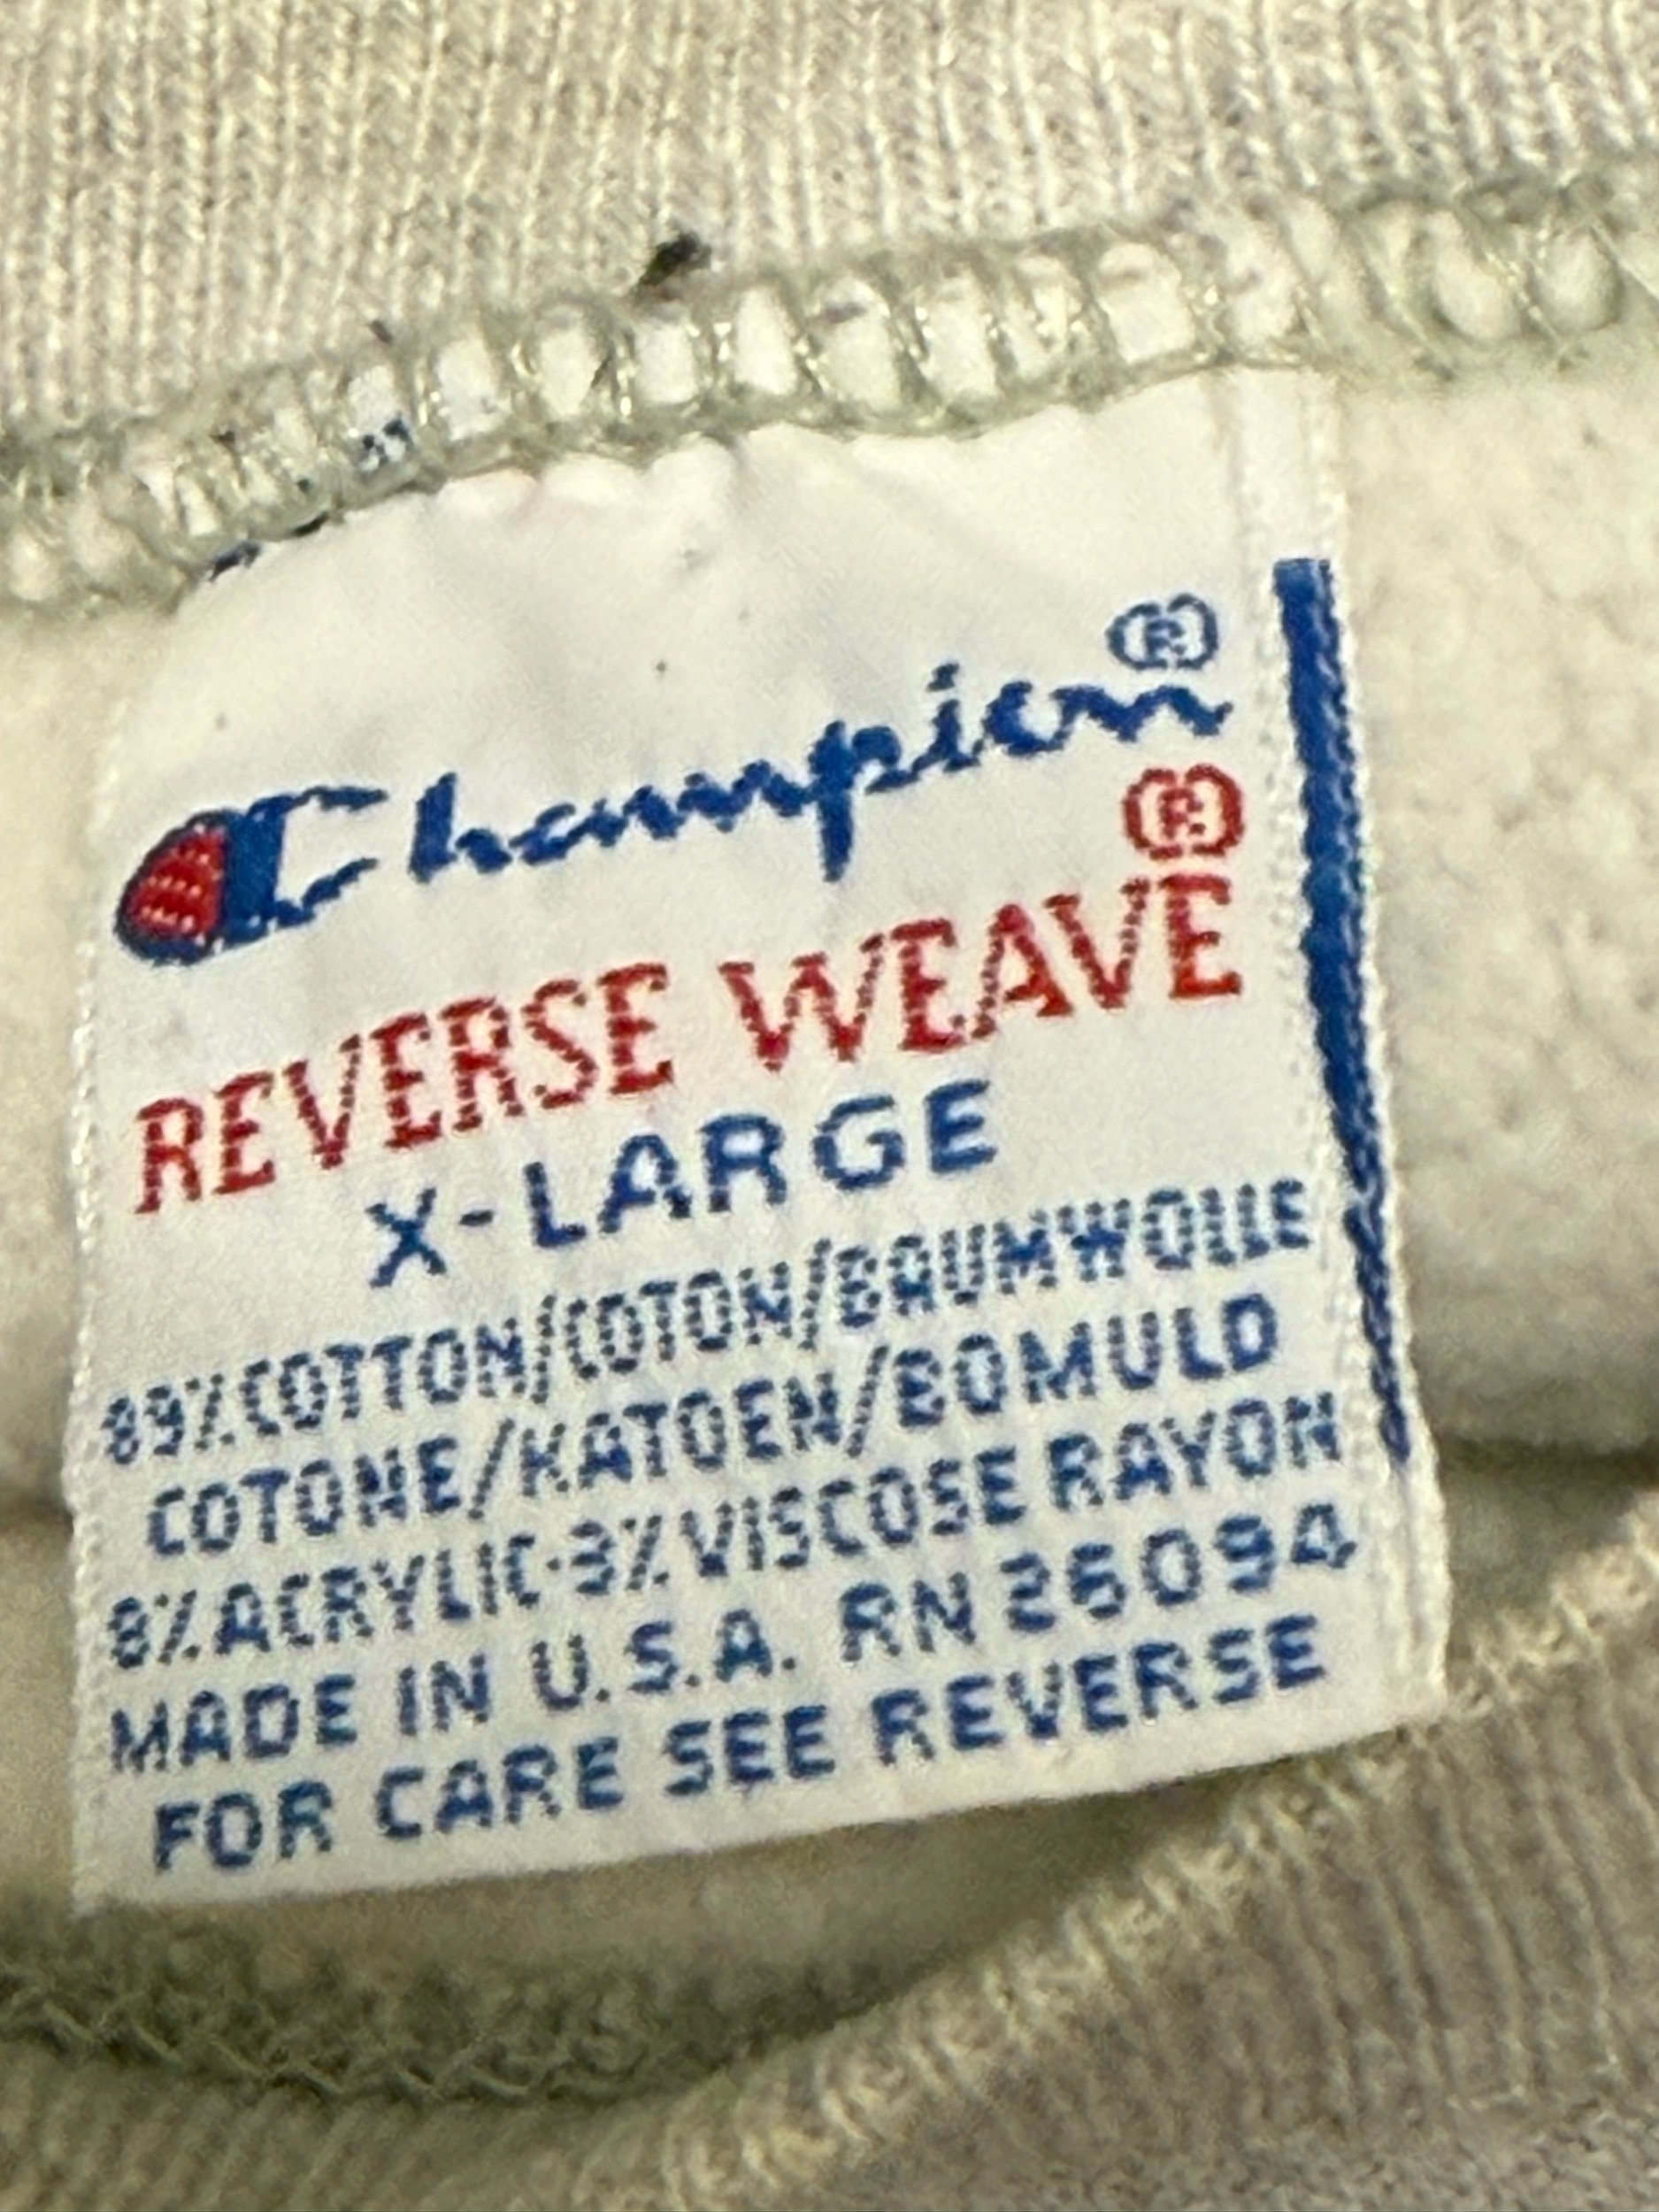 Champion®
REVERSE WEAVE®
X-LARGE
89% COTTON/COTON/BAUMWOLLE
COTONE/KATOEN/BOMULD
8% ACRYLIC-3% VISCOSE RAYON
MADE IN U.S.A. RN 26094
FOR CARE SEE REVERSE